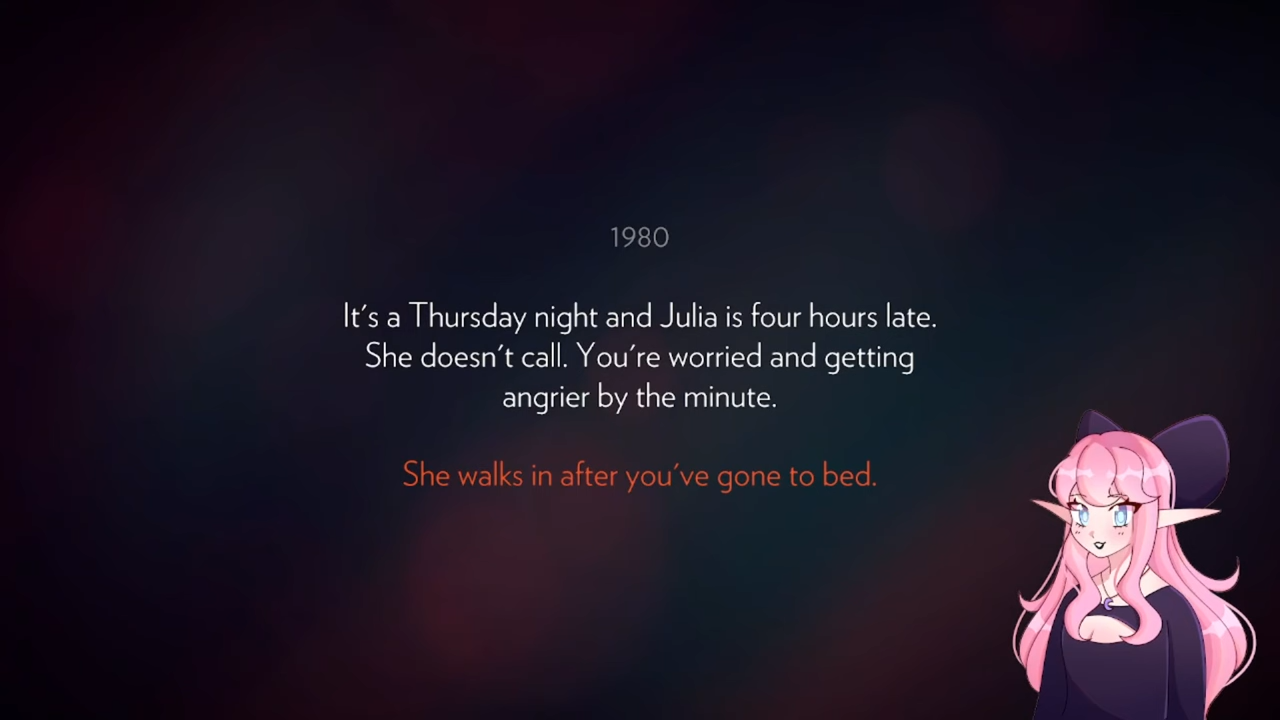 1980
It's a Thursday night and Julia is four hours late.
She doesn't call. You're worried and getting
angrier by the minute.
She walks in after you've gone to bed.